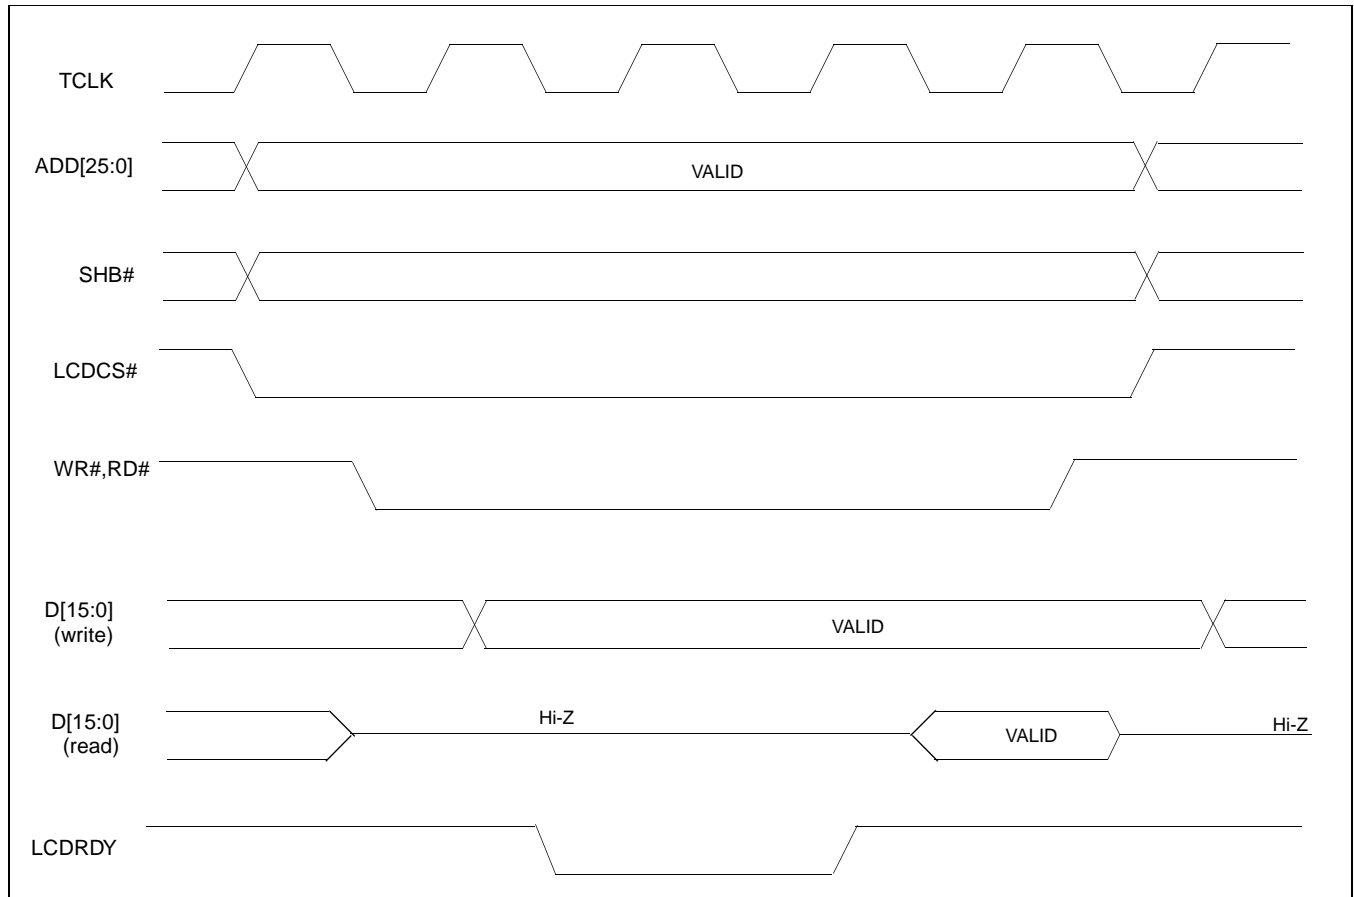 TCLK
ADD[25:0]
VALID
SHB#
LCDCS#
WR#,RD#
D[15:0]
(write)
VALID
D[15:0]
(read)
Hi-Z
VALID
Hi-Z
LCDRDY